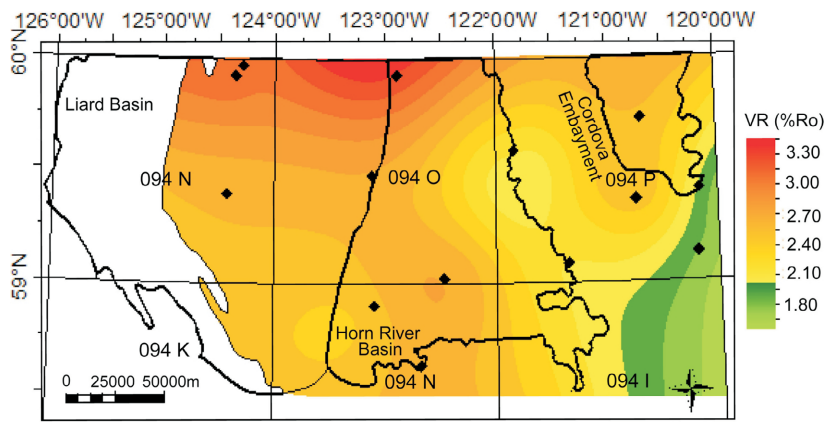 126°00'W 125°00'W 124°00'W 123°00'W 122°00'W 121°00'W 120°00'W
60°N
59°N
Liard Basin
Cordova
Embayment
094 N
094 O
094 P
Horn River
Basin
094 K
094 N
094 I
0 25000 50000m
VR (%Ro)
3.30
3.00
2.70
2.40
2.10
1.80